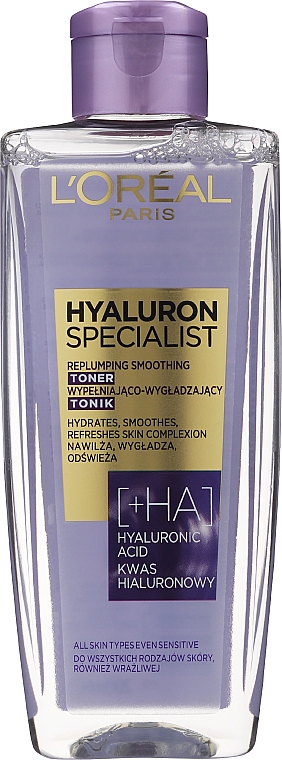 L'ORÉAL
PARIS
HYALURON
SPECIALIST
REPLUMPING SMOOTHING
TONER
WYPEŁNIAJĄCO-WYGŁADZAJĄCY
TONIK
HYDRATES, SMOOTHES,
REFRESHES SKIN COMPLEXION
NAWILŻA, WYGŁADZA,
ODŚWIEŻA
[+HA]
HYALURONIC
ACID
KWAS
HIALURONOWY
ALL SKIN TYPES EVEN SENSITIVE
DO WSZYSTKICH RODZAJÓW SKÓRY,
RÓWNIEŻ WRAŻLIWEJ